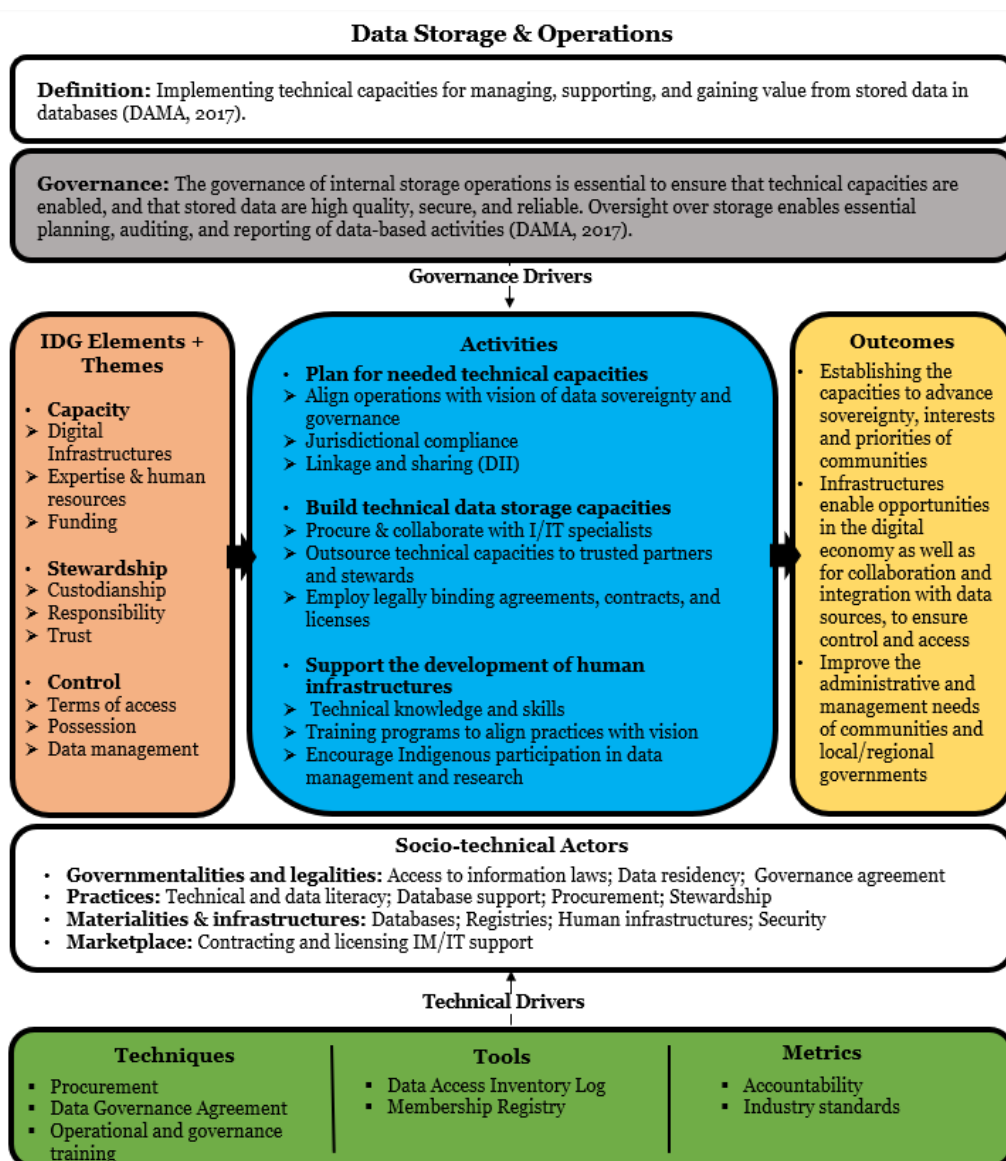 Data Storage & Operations
Definition: Implementing technical capacities for managing, supporting, and gaining value from stored data in
databases (DAMA, 2017).
Governance: The governance of internal storage operations is essential to ensure that technical capacities are
enabled, and that stored data are high quality, secure, and reliable. Oversight over storage enables essential
planning, auditing, and reporting of data-based activities (DAMA, 2017).
Governance Drivers
IDG Elements +
Themes
• Capacity
➢ Digital
Infrastructures
➢ Expertise & human
resources
➢ Funding
• Stewardship
➢ Custodianship
➢ Responsibility
➢ Trust
• Control
➢ Terms of access
➢ Possession
➢ Data management
Activities
• Plan for needed technical capacities
➢ Align operations with vision of data sovereignty and
governance
➢ Jurisdictional compliance
➢ Linkage and sharing (DII)
• Build technical data storage capacities
➢ Procure & collaborate with I/IT specialists
➢ Outsource technical capacities to trusted partners
and stewards
➢ Employ legally binding agreements, contracts, and
licenses
• Support the development of human
infrastructures
➢ Technical knowledge and skills
➢ Training programs to align practices with vision
➢ Encourage Indigenous participation in data
management and research
Outcomes
• Establishing the
capacities to advance
sovereignty, interests
and priorities of
communities
• Infrastructures
enable opportunities
in the digital
economy as well as
for collaboration and
integration with data
sources, to ensure
control and access
• Improve the
administrative and
management needs
of communities and
local/regional
governments
Socio-technical Actors
• Governmentalities and legalities: Access to information laws; Data residency; Governance agreement
• Practices: Technical and data literacy; Database support; Procurement; Stewardship
• Materialities & infrastructures: Databases; Registries; Human infrastructures; Security
• Marketplace: Contracting and licensing IM/IT support
Technical Drivers
Techniques
▪ Procurement
▪ Data Governance Agreement
▪ Operational and governance
training
Tools
▪ Data Access Inventory Log
▪ Membership Registry
Metrics
▪ Accountability
▪ Industry standards